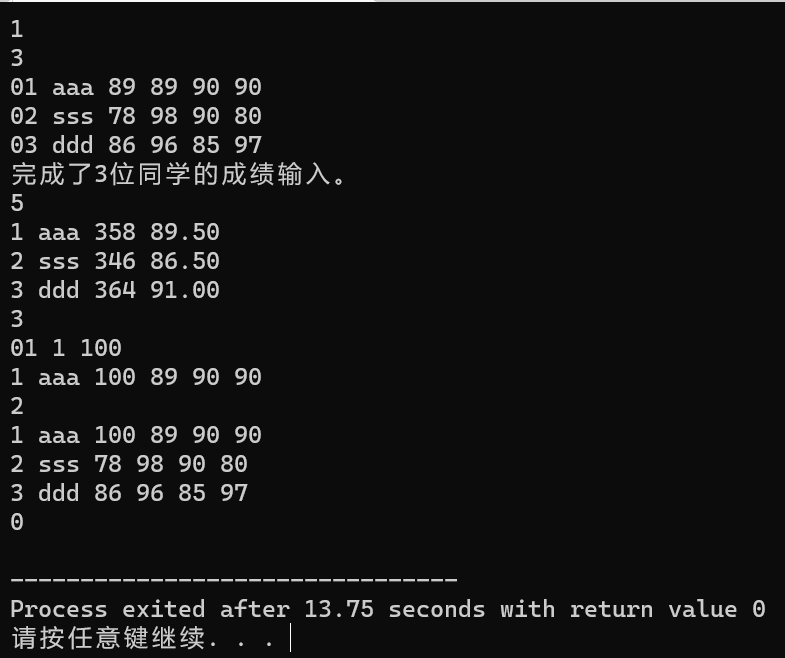 1
3
01 aaa 89 89 90 90
02 sss 78 98 90 80
03 ddd 86 96 85 97
完成了3位同学的成绩输入。
5
1 aaa 358 89.50
2 sss 346 86.50
3 ddd 364 91.00
3
01 1 100
1 aaa 100 89 90 90
2
1 aaa 100 89 90 90
2 sss 78 98 90 80
3 ddd 86 96 85 97
0
--------------------------------
Process exited after 13.75 seconds with return value 0
请按任意键继续. . .